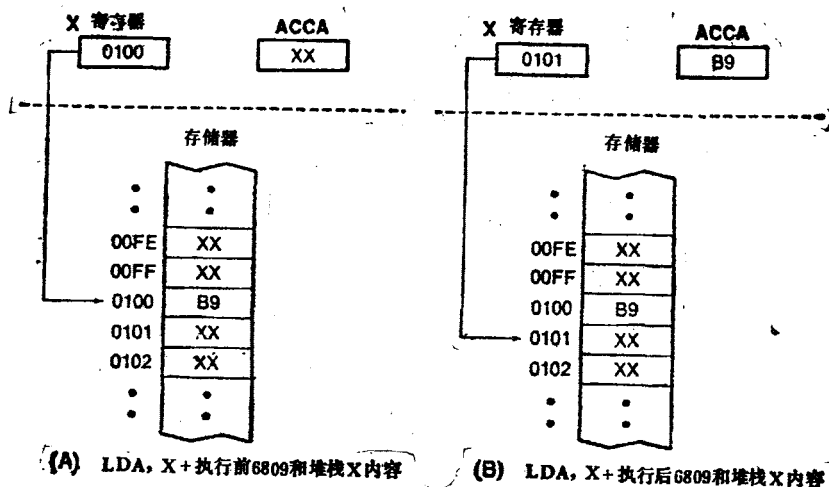 X 寄存器
0100
ACCA
XX
存储器
00FE XX
00FF XX
0100 B9
0101 XX
0102 XX
(A) LDA, X+执行前6809和堆栈X内容
X 寄存器
0101
ACCA
B9
存储器
00FE XX
00FF XX
0100 B9
0101 XX
0102 XX
(B) LDA, X+执行后6809和堆栈X内容